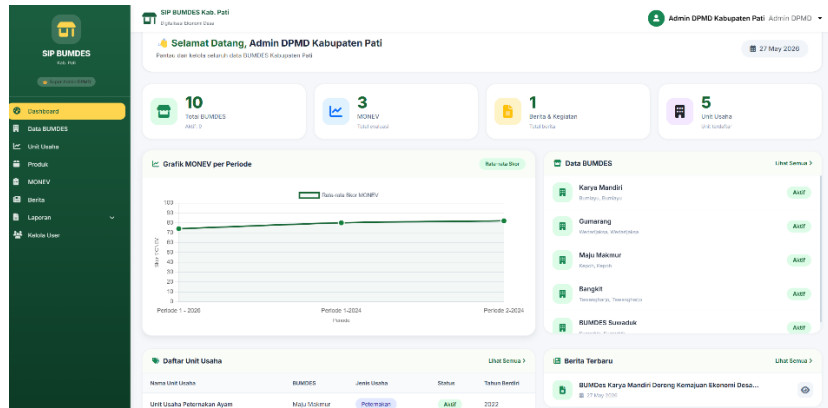 SIP BUMDES
Kab. Pati
Super Admin DPMD
Dashboard
Data BUMDES
Unit Usaha
Produk
MONEV
Berita
Laporan
Kelola User
SIP BUMDES Kab. Pati
Digitalisasi Ekonomi Desa
Admin DPMD Kabupaten Pati Admin DPMD
Selamat Datang, Admin DPMD Kabupaten Pati
Pantau dan kelola seluruh data BUMDES Kabupaten Pati
27 May 2026
10
Total BUMDES
3
MONEV
Total evaluasi
1
Berita & Kegiatan
Total berita
5
Unit Usaha
Unit terdaftar
Grafik MONEV per Periode
Rata-rata Skor
Rata-rata Skor MONEV
Skor MONEV
90
80
70
60
50
40
30
20
10
0
Periode 1 - 2026
Periode 1-2024
Periode 2-2024
Periode
Data BUMDES
Lihat Semua
Karya Mandiri
Aktif
Gumarang
Aktif
Maju Makmur
Aktif
Bangkit
Aktif
BUMDES Sumaduk
Aktif
Daftar Unit Usaha
Lihat Semua
Nama Unit Usaha BUMDES Jenis Usaha Status Tahun Berdiri
Unit Usaha Peternakan Ayam Maju Makmur Peternakan Aktif 2022
Berita Terbaru
Lihat Semua
BUMDes Karya Mandiri Dorong Kemajuan Ekonomi Desa...
27 May 2026